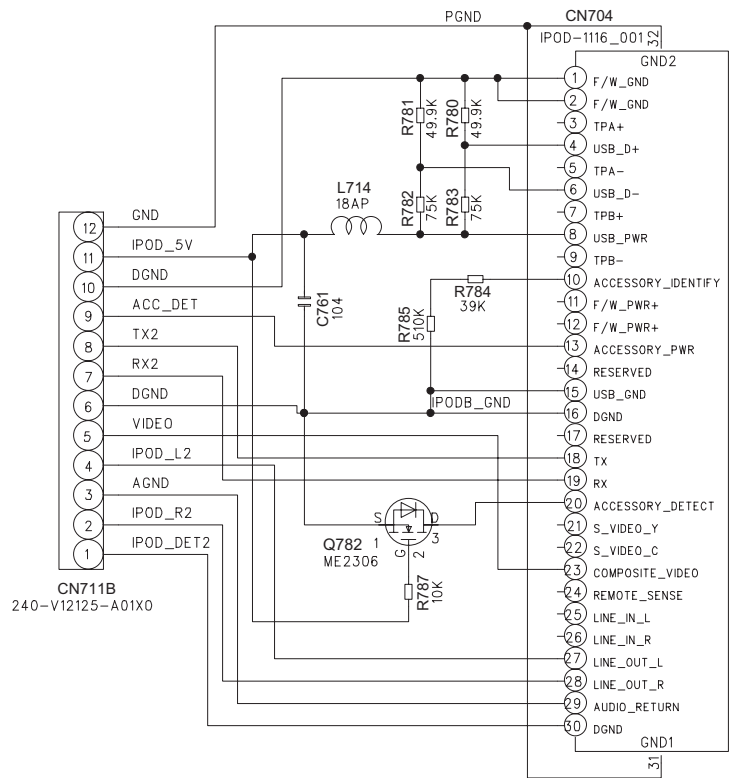 PGND
CN704
IPOD-1116_001
32
GND2
1 F/W_GND
2 F/W_GND
3 TPA+
4 USB_D+
5 TPA-
6 USB_D-
7 TPB+
8 USB_PWR
9 TPB-
10 ACCESSORY_IDENTIFY
11 F/W_PWR+
12 F/W_PWR+
13 ACCESSORY_PWR
14 RESERVED
15 USB_GND
16 DGND
17 RESERVED
18 TX
19 RX
20 ACCESSORY_DETECT
21 S_VIDEO_Y
22 S_VIDEO_C
23 COMPOSITE_VIDEO
24 REMOTE_SENSE
25 LINE_IN_L
26 LINE_IN_R
27 LINE_OUT_L
28 LINE_OUT_R
29 AUDIO_RETURN
30 DGND
GND1
31
R781
49.9K
R780
49.9K
R782
75K
R783
75K
L714
18AP
C761
104
R784
39K
R785
510K
IPODB_GND
S
D
1
3
G
2
Q782
ME2306
R787
10K
12 GND
11 IPOD_5V
10 DGND
9 ACC_DET
8 TX2
7 RX2
6 DGND
5 VIDEO
4 IPOD_L2
3 AGND
2 IPOD_R2
1 IPOD_DET2
CN711B
240-V12125-A01X0